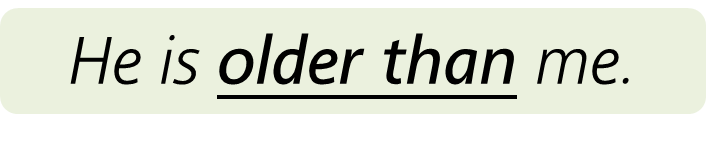 He is older than me.